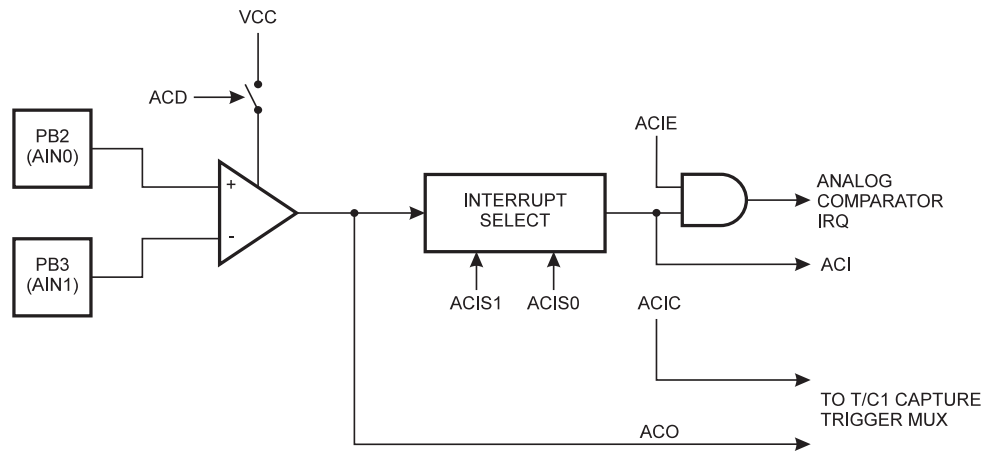 VCC
ACD
PB2
(AIN0)
+
-
PB3
(AIN1)
INTERRUPT
SELECT
ACIS1
ACIS0
ACIE
ANALOG
COMPARATOR
IRQ
ACI
ACIC
TO T/C1 CAPTURE
TRIGGER MUX
ACO